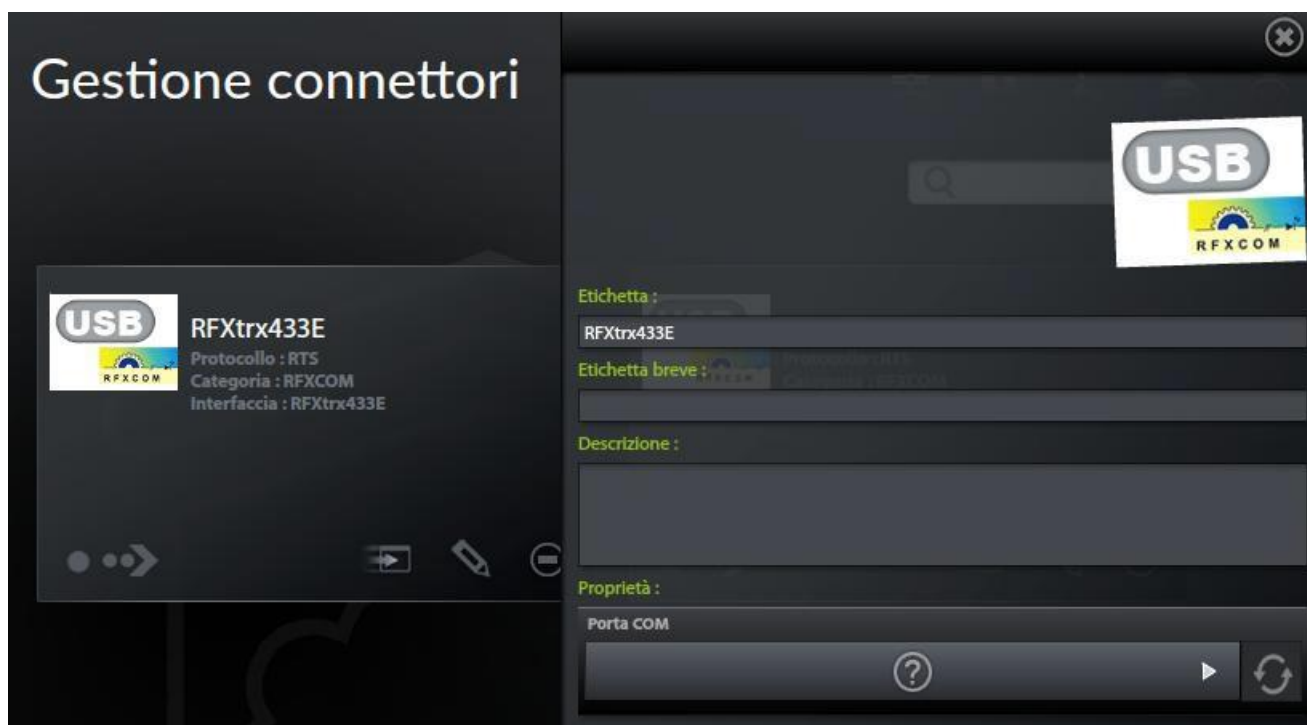 Gestione connettori
USB
RFXCOM
RFXtrx433E
Protocollo : RTS
Categoria : RFXCOM
Interfaccia : RFXtrx433E
USB
RFXCOM
Etichetta :
RFXtrx433E
Etichetta breve :
Descrizione :
Proprietà :
Porta COM